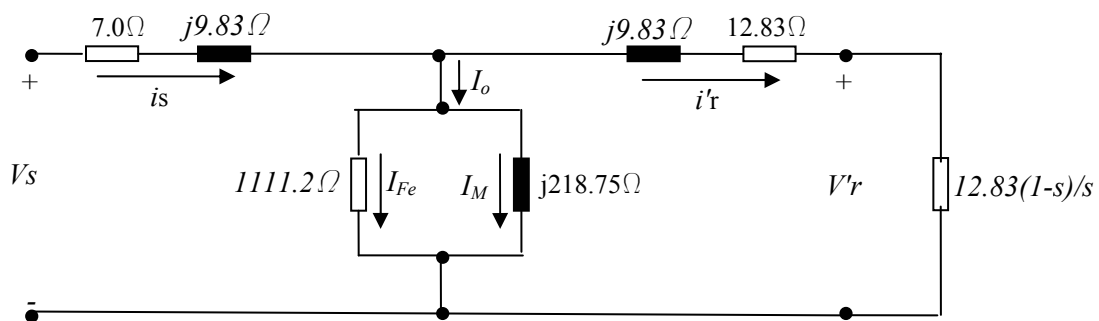 7.0Ω
j9.83Ω
j9.83Ω
12.83Ω
+
is
I_o
i'r
+
Vs
1111.2Ω
I_Fe
I_M
j218.75Ω
V'r
12.83(1-s)/s
-